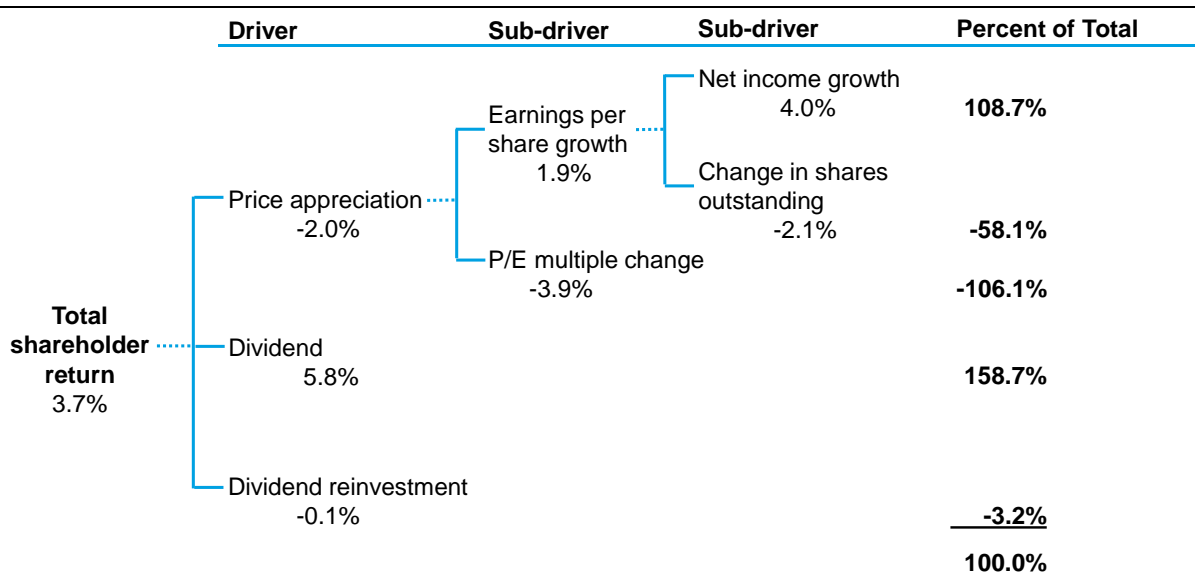 Driver Sub-driver Sub-driver Percent of Total
Net income growth
4.0% 108.7%
Earnings per
share growth
1.9%
Change in shares
outstanding
-2.1% -58.1%
Price appreciation
-2.0%
P/E multiple change
-3.9% -106.1%
Total
shareholder
return
3.7%
Dividend
5.8% 158.7%
Dividend reinvestment
-0.1% -3.2%
100.0%